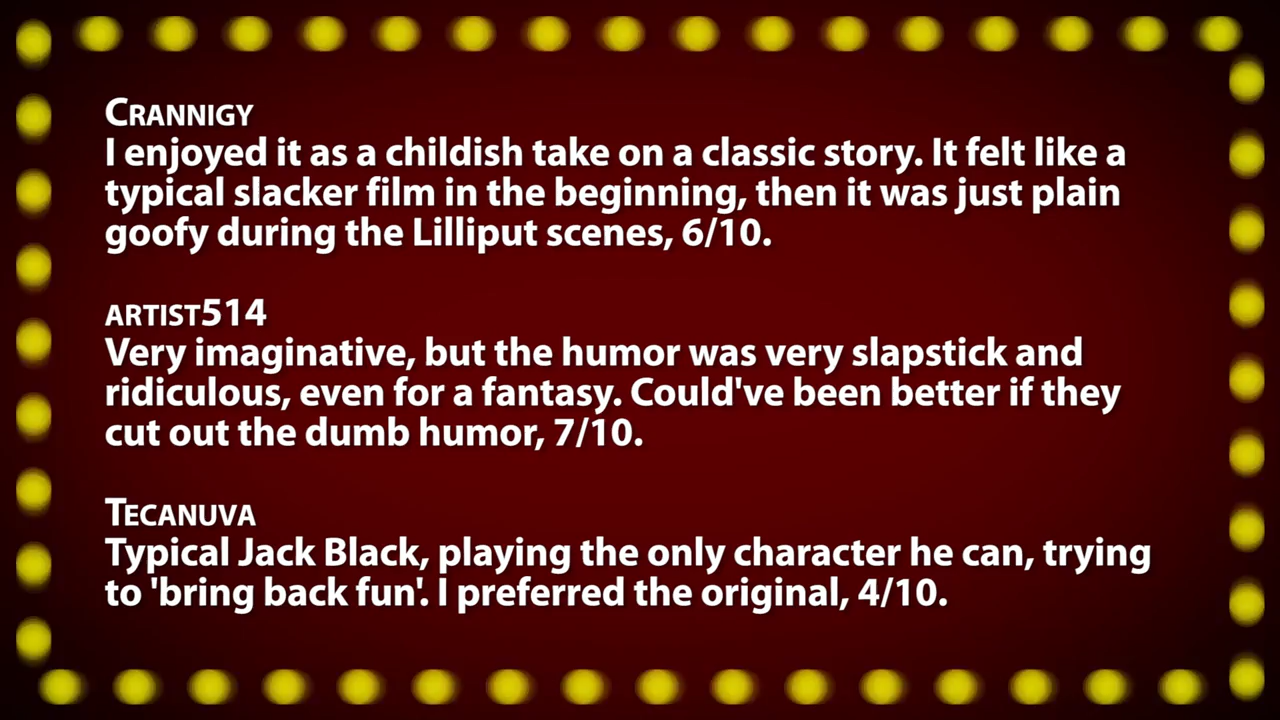 Crannigy
I enjoyed it as a childish take on a classic story. It felt like a
typical slacker film in the beginning, then it was just plain
goofy during the Lilliput scenes, 6/10.
artist514
Very imaginative, but the humor was very slapstick and
ridiculous, even for a fantasy. Could've been better if they
cut out the dumb humor, 7/10.
Tecanuva
Typical Jack Black, playing the only character he can, trying
to 'bring back fun'. I preferred the original, 4/10.